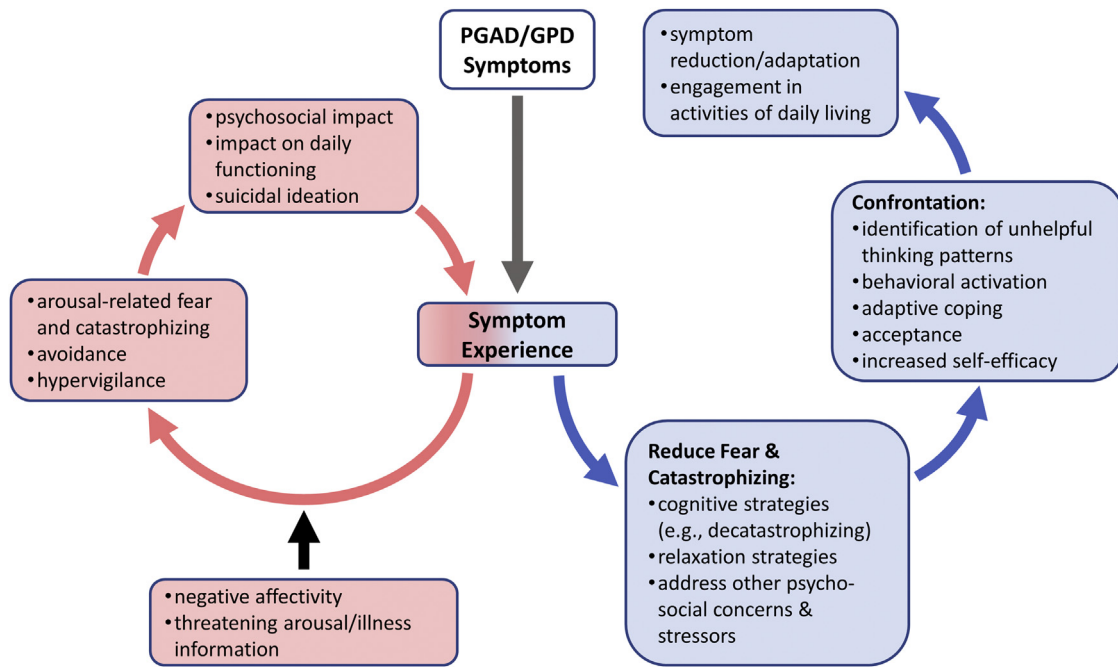 PGAD/GPD
Symptoms
•psychosocial impact
•impact on daily
functioning
•suicidal ideation
•arousal-related fear
and catastrophizing
•avoidance
•hypervigilance
•negative affectivity
•threatening arousal/illness
information
Symptom
Experience
Reduce Fear &
Catastrophizing:
•cognitive strategies
(e.g., decatastrophizing)
•relaxation strategies
•address other psycho-
social concerns &
stressors
Confrontation:
•identification of unhelpful
thinking patterns
•behavioral activation
•adaptive coping
•acceptance
•increased self-efficacy
•symptom
reduction/adaptation
•engagement in
activities of daily living